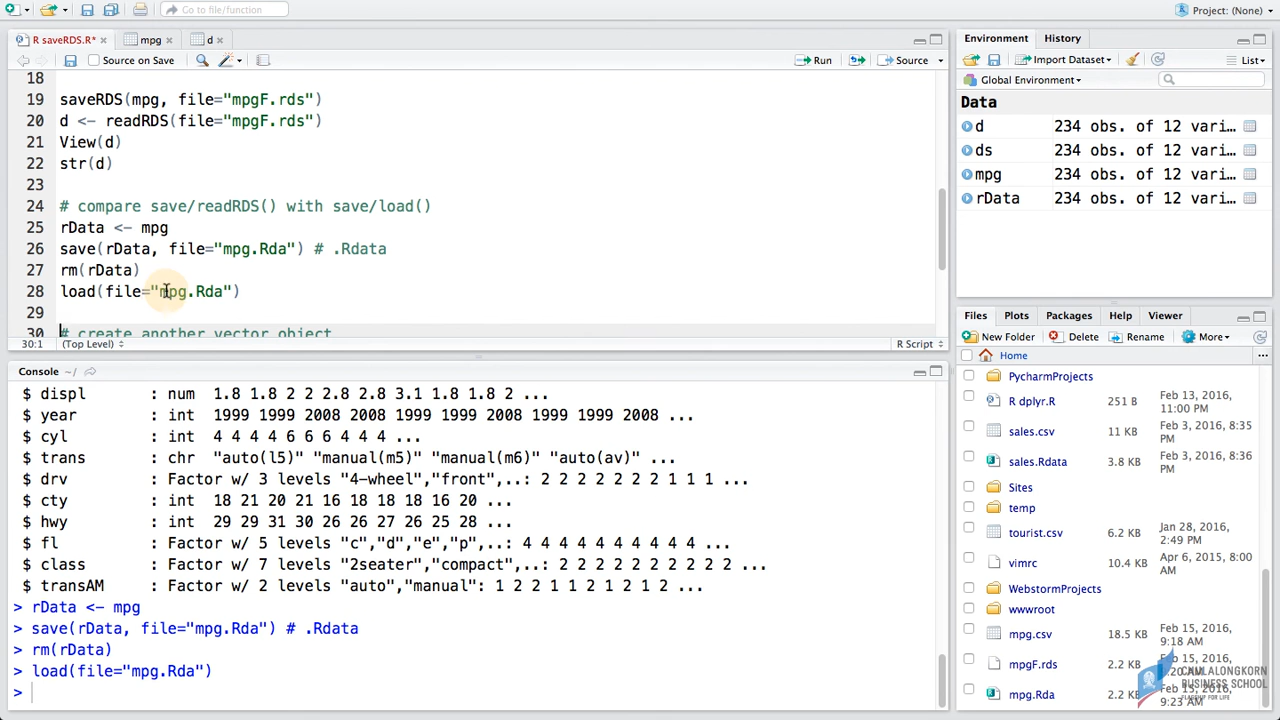 Go to file/function
Project: (None)
R saveRDS.R*
mpg
d
Source on Save
Run
Source
18
19 saveRDS(mpg, file="mpgF.rds")
20 d <- readRDS(file="mpgF.rds")
21 View(d)
22 str(d)
23
24 # compare save/readRDS() with save/load()
25 rData <- mpg
26 save(rData, file="mpg.Rda") # .Rdata
27 rm(rData)
28 load(file="mpg.Rda")
29
30 # create another vector object
30:1 (Top Level) R Script
Console ~/
$ displ : num 1.8 1.8 2 2 2.8 2.8 3.1 1.8 1.8 2 ...
$ year : int 1999 1999 2008 2008 1999 1999 2008 1999 1999 2008 ...
$ cyl : int 4 4 4 4 6 6 6 4 4 4 ...
$ trans : chr "auto(l5)" "manual(m5)" "manual(m6)" "auto(av)" ...
$ drv : Factor w/ 3 levels "4-wheel","front",..: 2 2 2 2 2 2 2 1 1 1 ...
$ cty : int 18 21 20 21 16 18 18 18 16 20 ...
$ hwy : int 29 29 31 30 26 26 27 26 25 28 ...
$ fl : Factor w/ 5 levels "c","d","e","p",..: 4 4 4 4 4 4 4 4 4 4 ...
$ class : Factor w/ 7 levels "2seater","compact",..: 2 2 2 2 2 2 2 2 2 2 ...
$ transAM : Factor w/ 2 levels "auto","manual": 1 2 2 1 1 2 1 2 1 2 ...
> rData <- mpg
> save(rData, file="mpg.Rda") # .Rdata
> rm(rData)
> load(file="mpg.Rda")
>
Environment
History
Import Dataset
List
Global Environment
Data
d 234 obs. of 12 vari…
ds 234 obs. of 12 vari…
mpg 234 obs. of 12 vari…
rData 234 obs. of 12 vari…
Files Plots Packages Help Viewer
New Folder Delete Rename More
Home
PycharmProjects
R dplyr.R 251 B Feb 13, 2016, 11:00 PM
sales.csv 11 KB Feb 3, 2016, 8:35 PM
sales.Rdata 3.8 KB Feb 3, 2016, 8:36 PM
Sites
temp
tourist.csv 6.2 KB Jan 28, 2016, 2:49 PM
vimrc 10.4 KB Apr 6, 2015, 8:00 AM
WebstormProjects
wwwroot
mpg.csv 18.5 KB Feb 15, 2016, 9:18 AM
mpgF.rds 2.2 KB Feb 15, 2016,
mpg.Rda 2.2 KB Feb 15, 2016, 9:23 AM
BUSINESS SCHOOL
FLAGSHIP FOR LIFE